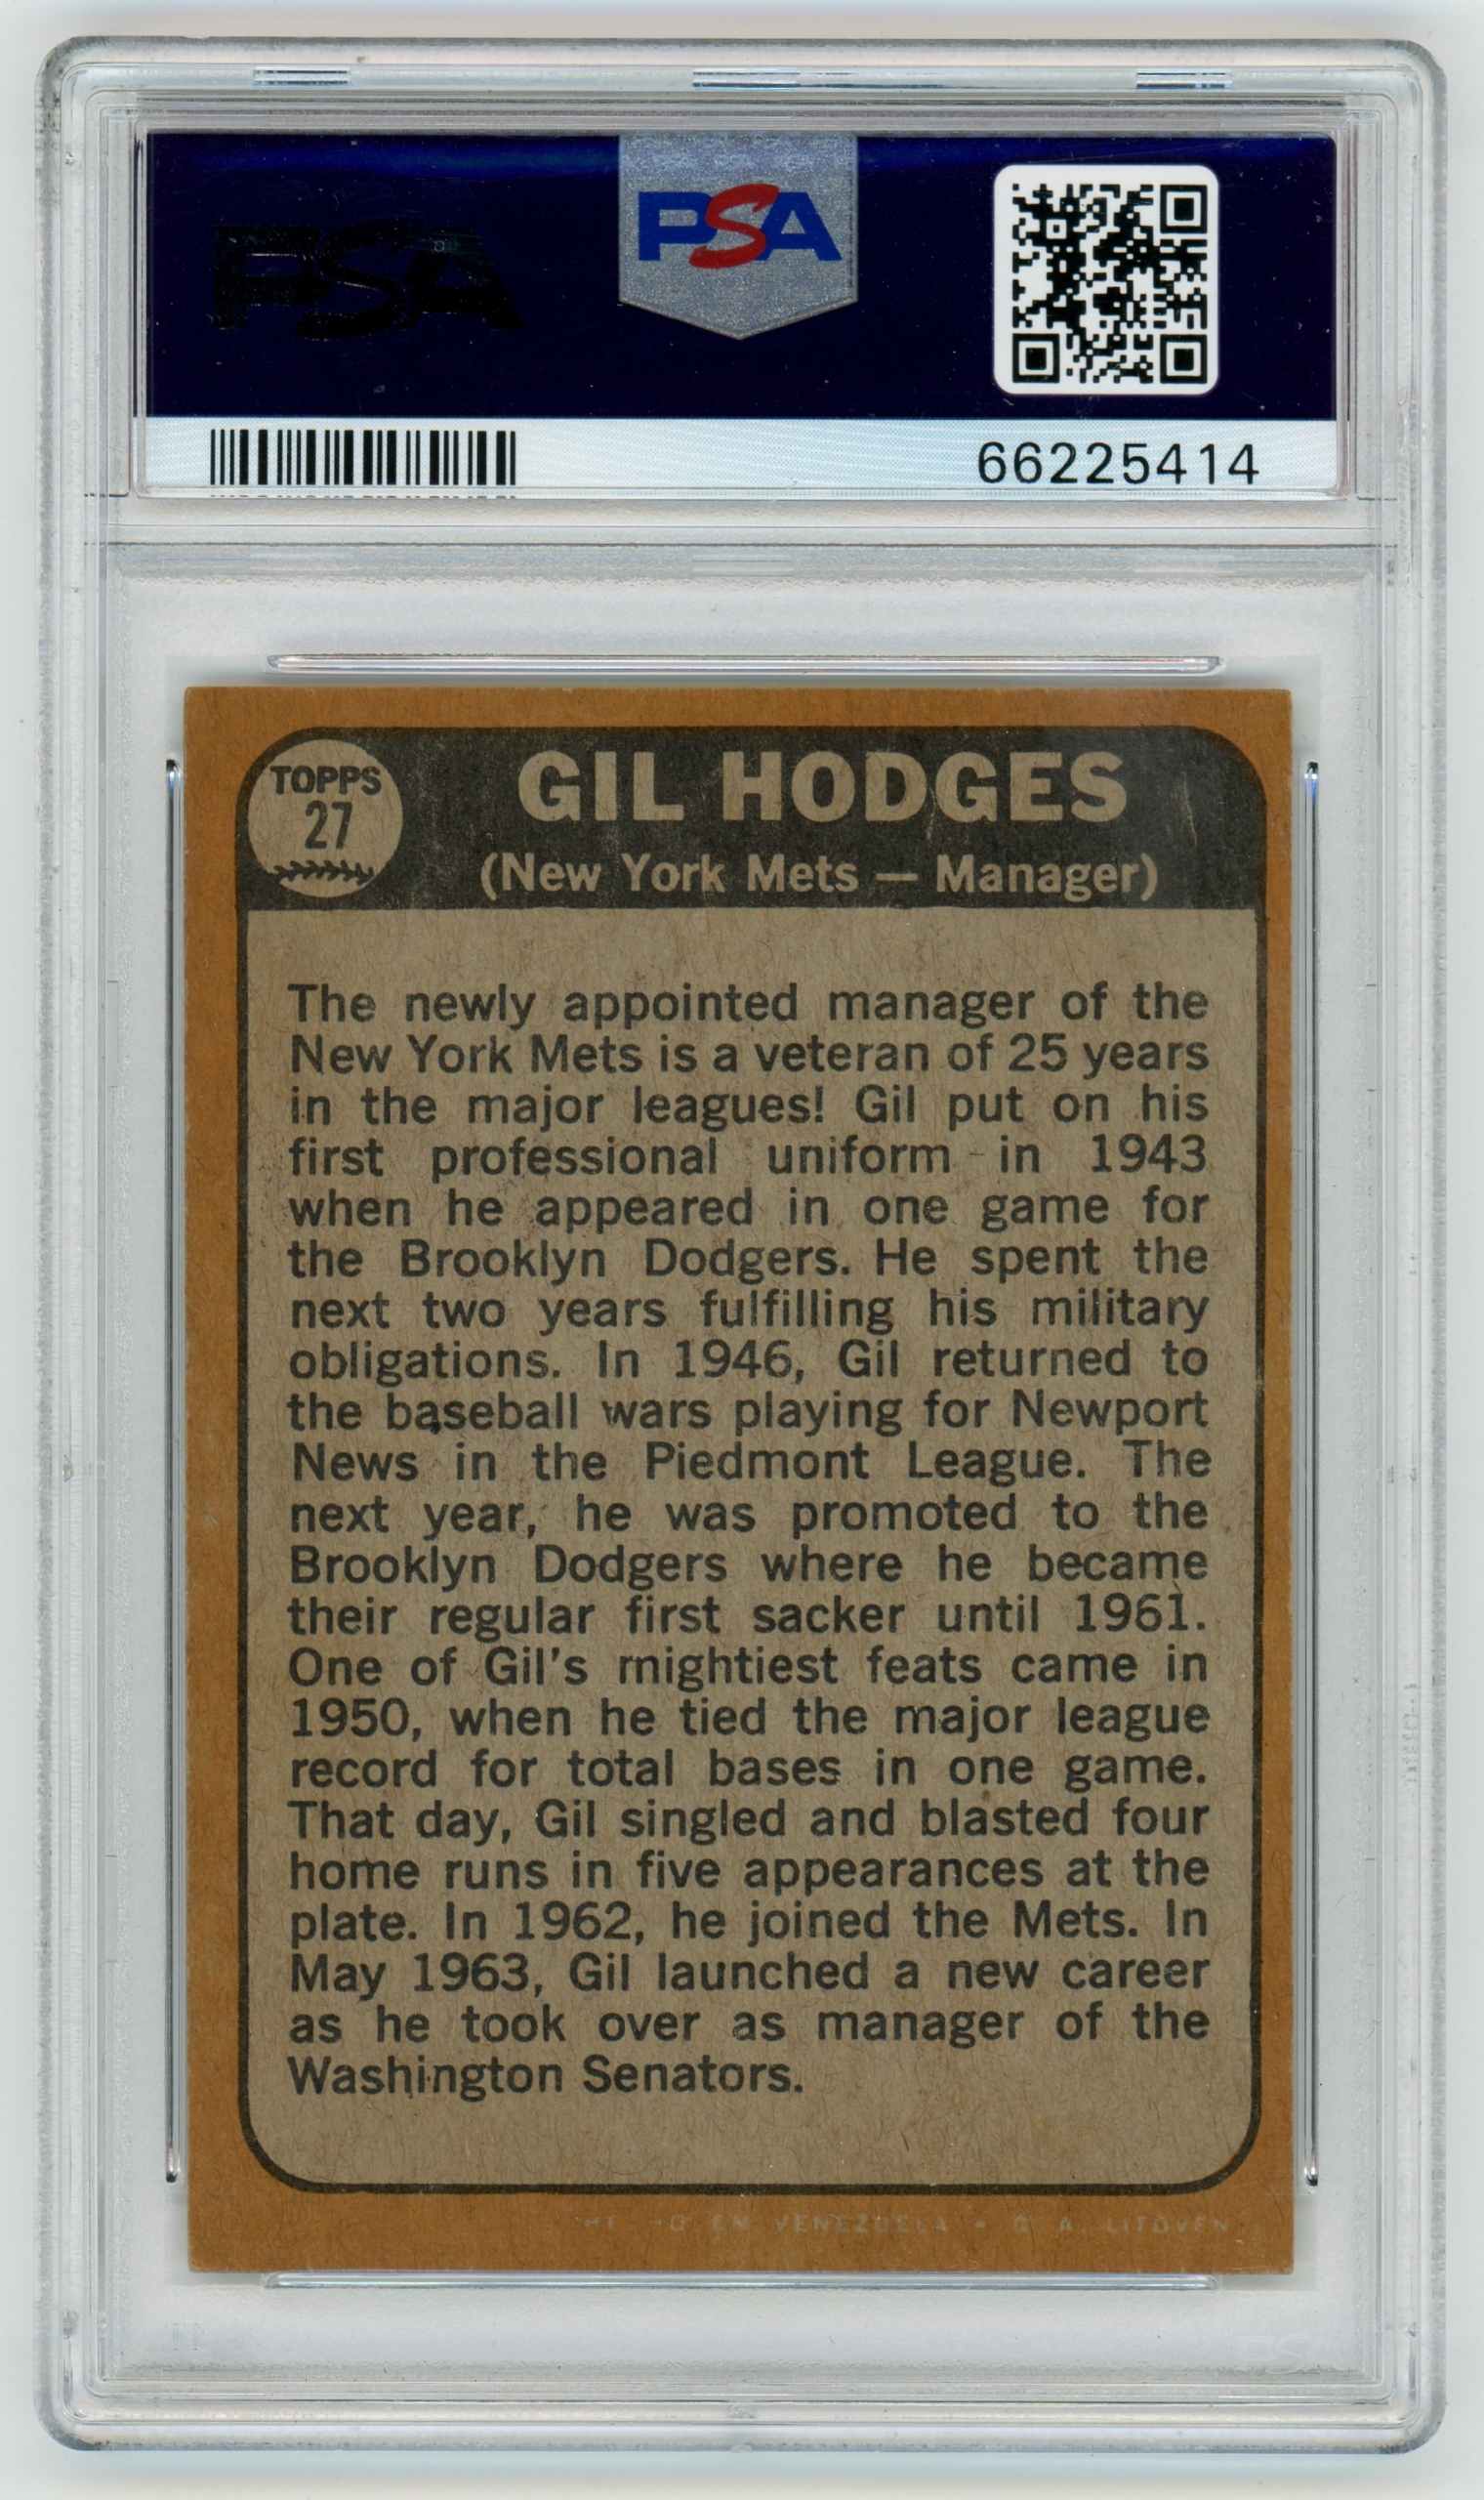 PSA
PSA
66225414
TOPPS
27
GIL HODGES
(New York Mets — Manager)
The newly appointed manager of the
New York Mets is a veteran of 25 years
in the major leagues! Gil put on his
first professional uniform in 1943
when he appeared in one game for
the Brooklyn Dodgers. He spent the
next two years fulfilling his military
obligations. In 1946, Gil returned to
the baseball wars playing for Newport
News in the Piedmont League. The
next year, he was promoted to the
Brooklyn Dodgers where he became
their regular first sacker until 1961.
One of Gil's mightiest feats came in
1950, when he tied the major league
record for total bases in one game.
That day, Gil singled and blasted four
home runs in five appearances at the
plate. In 1962, he joined the Mets. In
May 1963, Gil launched a new career
as he took over as manager of the
Washington Senators.
EN VENEZUELA - C. A. LITOVEN
PSA